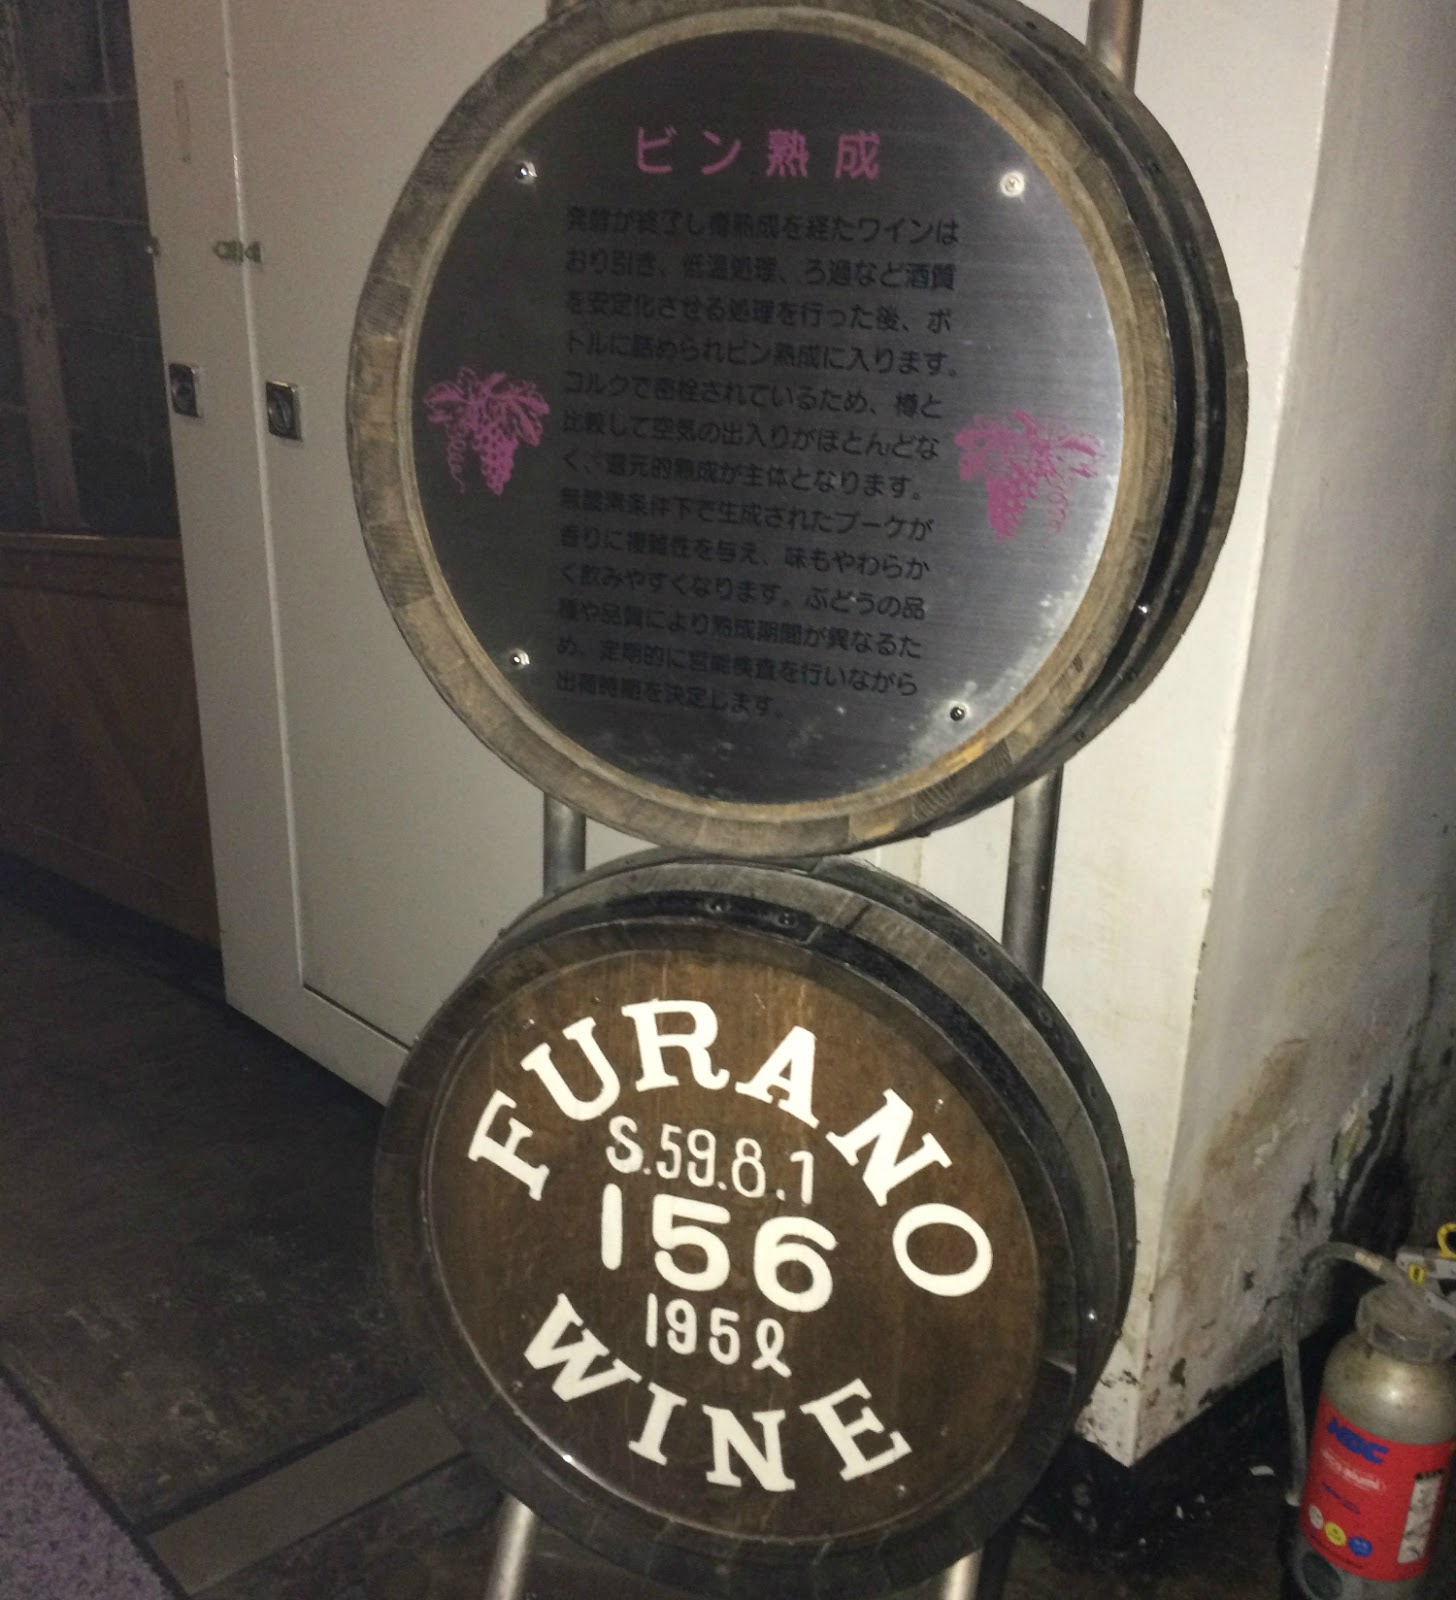 ビン熟成
発酵が終了し樽熟成を経たワインは
おり引き、低温処理、ろ過など酒質
を安定化させる処理を行った後、ボ
トルに詰められビン熟成に入ります。
コルクで密栓されているため、樽と
比較して空気の出入りがほとんどな
く、還元的熟成が主体となります。
無酸素条件下で生成されたブーケが
香りに複雑性を与え、味もやわらか
く飲みやすくなります。ぶどうの品
種や品質により熟成期間が異なるた
め、定期的に官能検査を行いながら
出荷時期を決定します。
FURANO
S.59.8.1
156
195ℓ
WINE